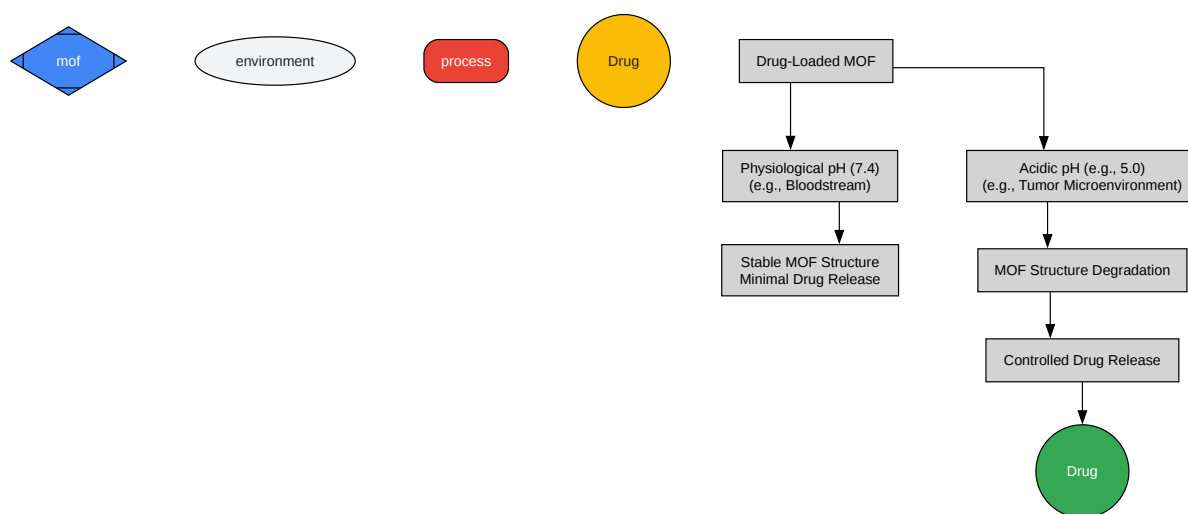 mof
environment
process
Drug
Drug-Loaded MOF
Physiological pH (7.4)
(e.g., Bloodstream)
Acidic pH (e.g., 5.0)
(e.g., Tumor Microenvironment)
Stable MOF Structure
Minimal Drug Release
MOF Structure Degradation
Controlled Drug Release
Drug